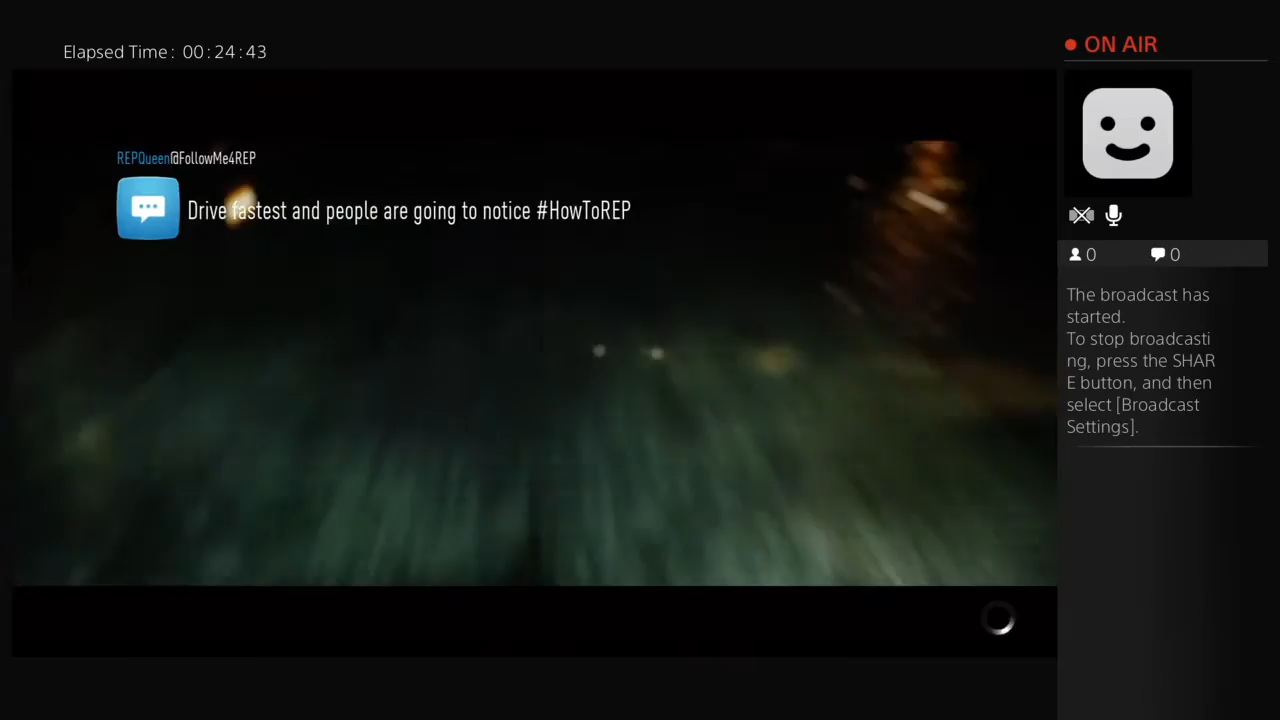 Elapsed Time: 00:24:43
ON AIR
REPQueen@FollowMe4REP
Drive fastest and people are going to notice #HowToREP
0 0
The broadcast has
started.
To stop broadcasti
ng, press the SHAR
E button, and then
select [Broadcast
Settings].